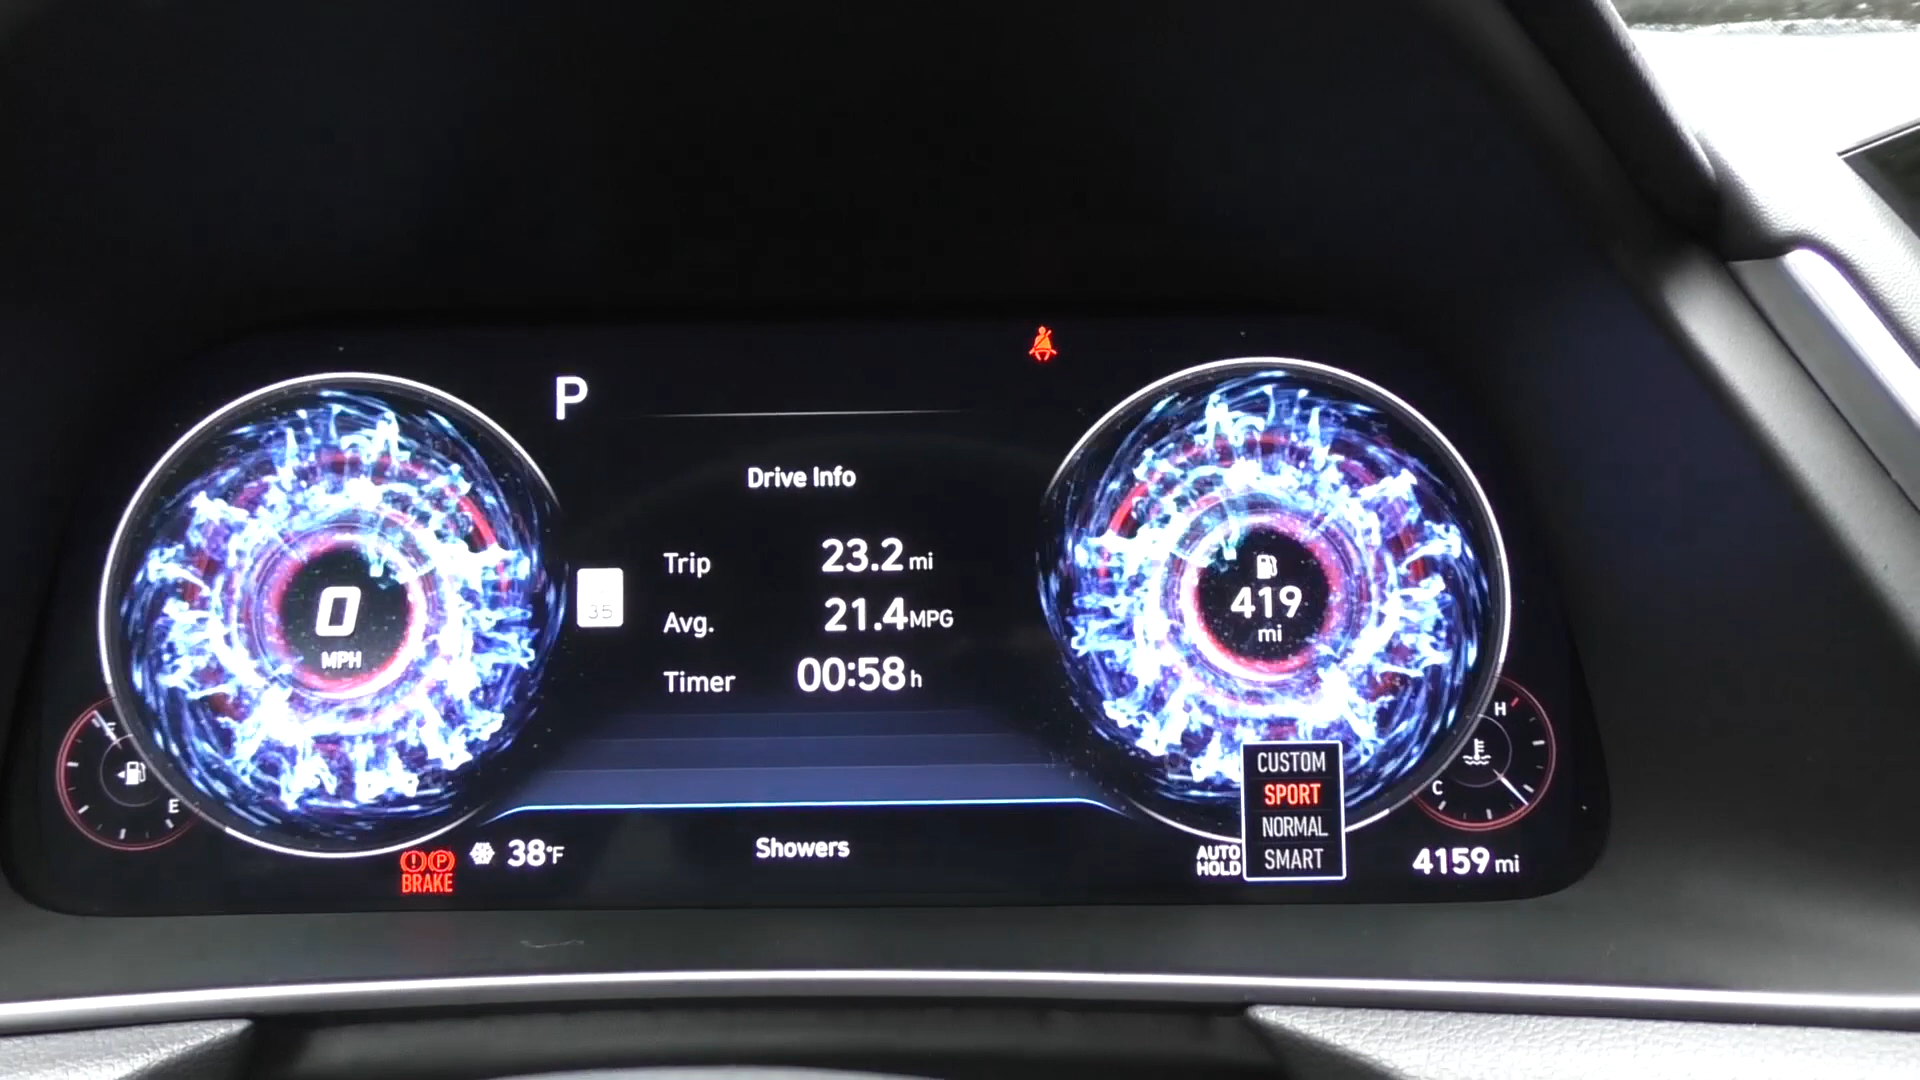 P
Drive Info
Trip 23.2 mi
Avg. 21.4 MPG
Timer 00:58 h
35
0
MPH
419
mi
F
E
H
C
CUSTOM
SPORT
NORMAL
SMART
AUTO
HOLD
P
BRAKE
38°F
Showers
4159 mi